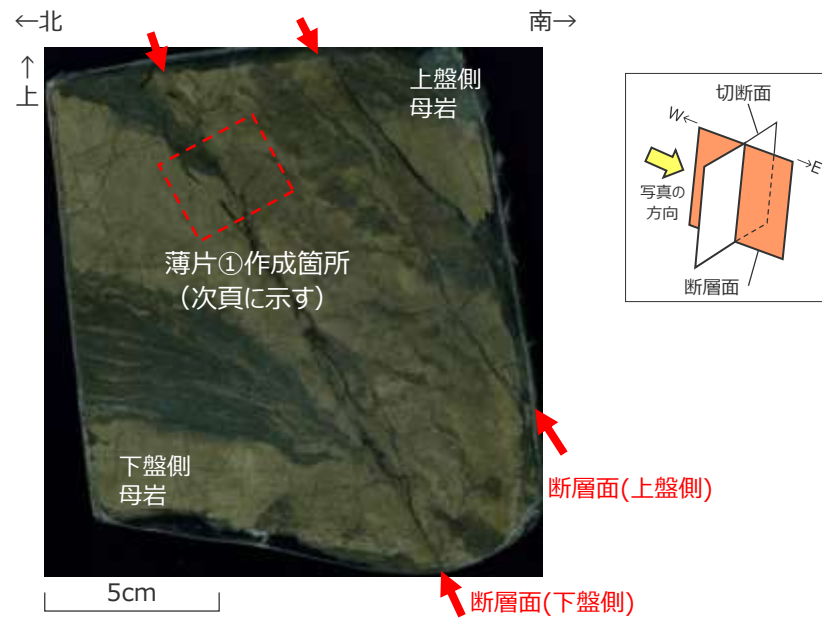 ←北
南→
↑
上
上盤側
母岩
薄片①作成箇所
（次頁に示す）
下盤側
母岩
断層面(上盤側)
断層面(下盤側)
5cm
切断面
W←
→E
写真の
方向
断層面